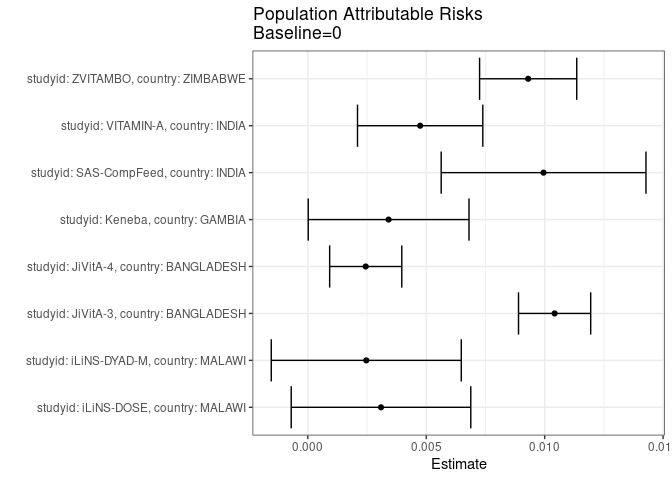 Population Attributable Risks
Baseline=0
studyid: ZVITAMBO, country: ZIMBABWE
studyid: VITAMIN-A, country: INDIA
studyid: SAS-CompFeed, country: INDIA
studyid: Keneba, country: GAMBIA
studyid: JiVitA-4, country: BANGLADESH
studyid: JiVitA-3, country: BANGLADESH
studyid: iLiNS-DYAD-M, country: MALAWI
studyid: iLiNS-DOSE, country: MALAWI
0.000 0.005 0.010 0.01
Estimate